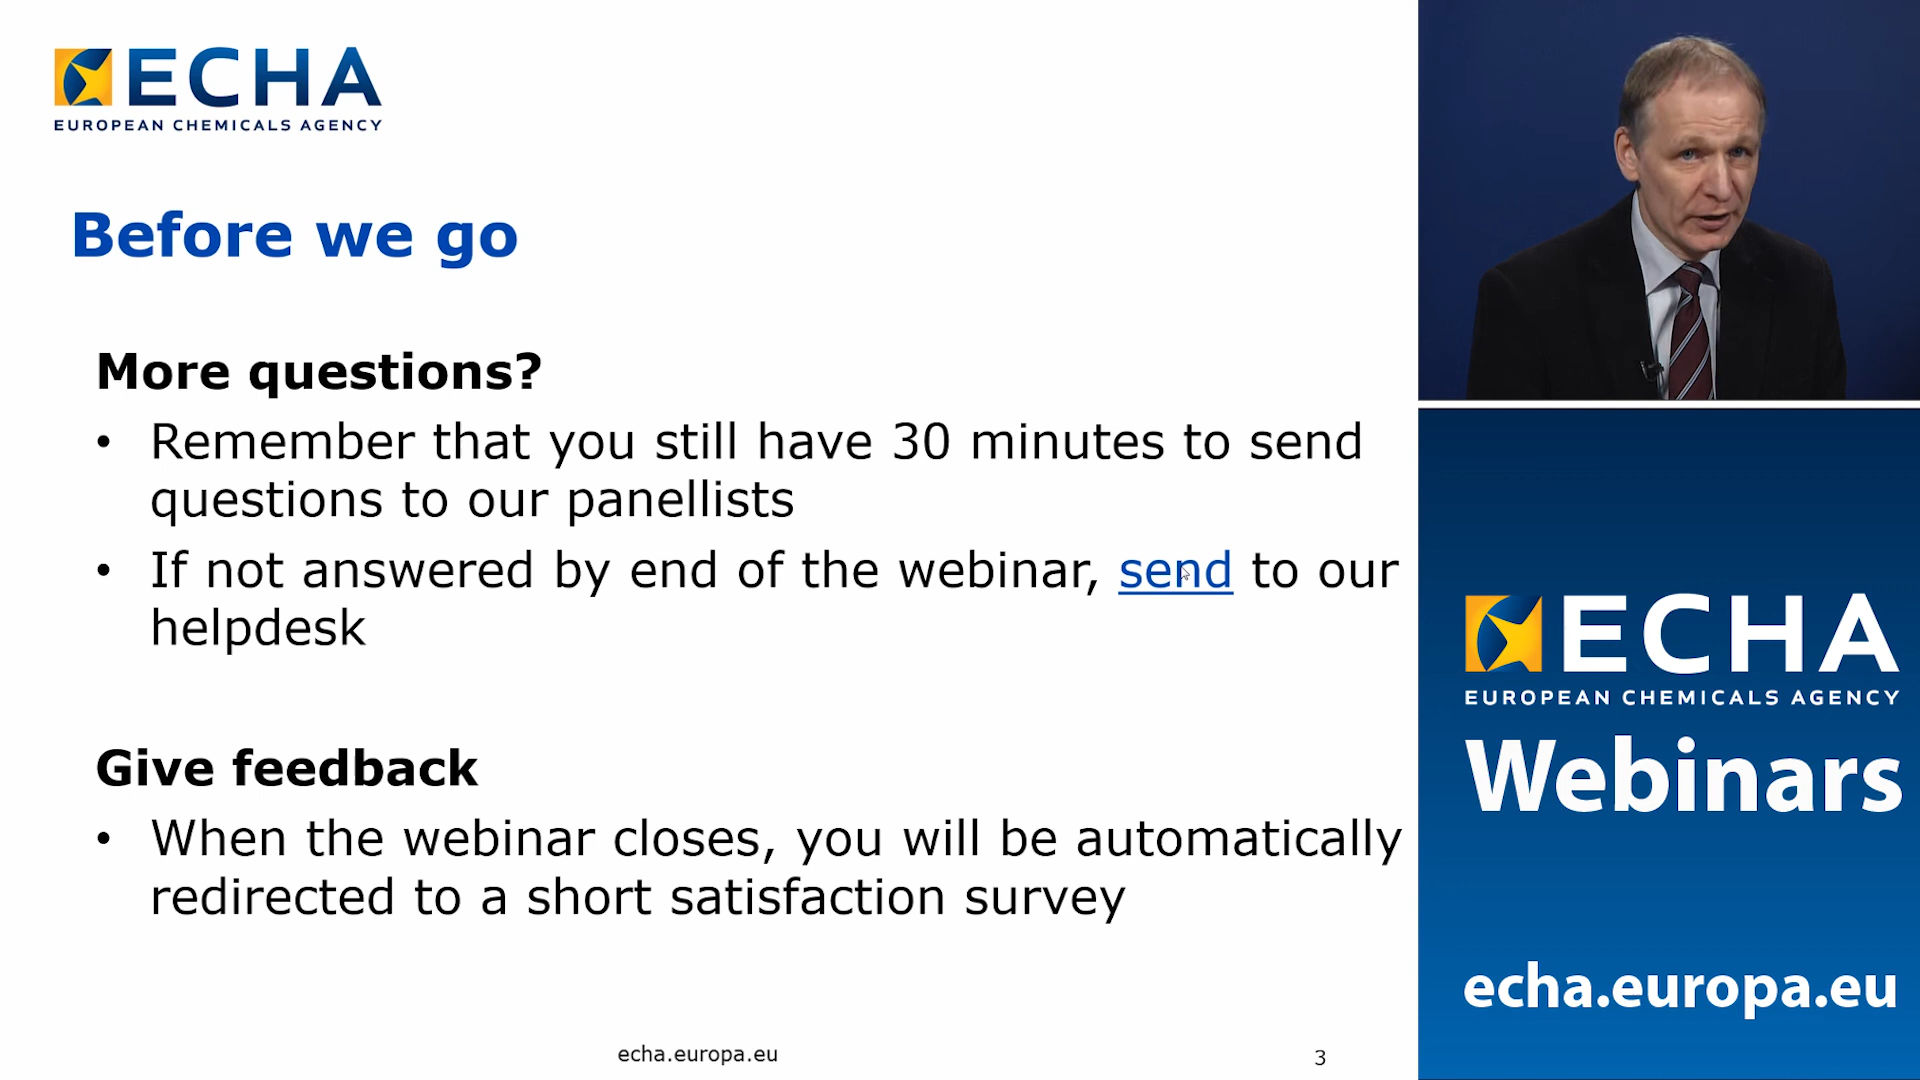 ECHA
EUROPEAN CHEMICALS AGENCY
Before we go
More questions?
• Remember that you still have 30 minutes to send
questions to our panellists
• If not answered by end of the webinar, send to our
helpdesk
Give feedback
• When the webinar closes, you will be automatically
redirected to a short satisfaction survey
echa.europa.eu
3
ECHA
EUROPEAN CHEMICALS AGENCY
Webinars
echa.europa.eu